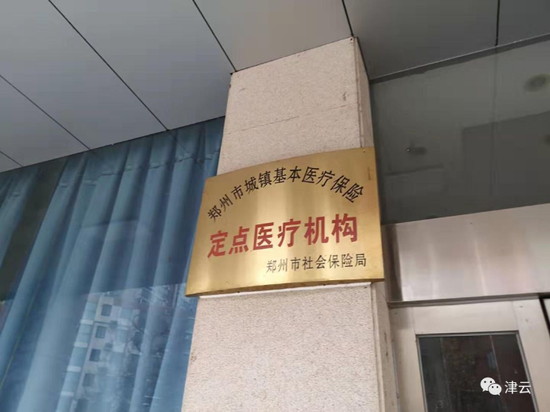 郑州市城镇基本医疗保险
定点医疗机构
郑州市社会保险局
津云